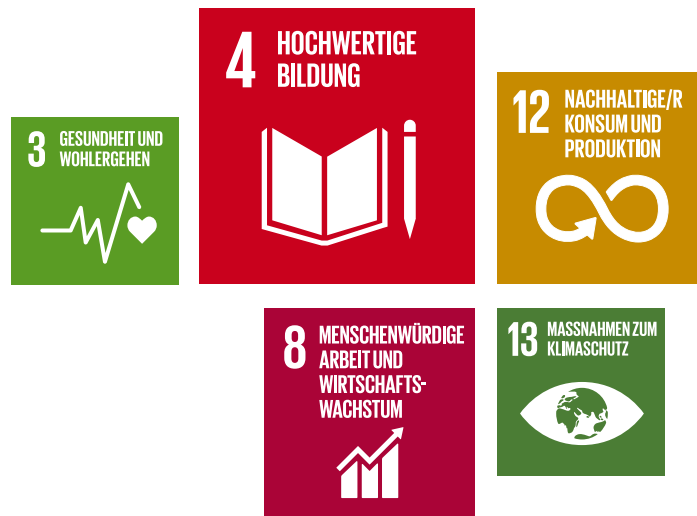 4 HOCHWERTIGE
BILDUNG
12 NACHHALTIGE/R
KONSUM UND
PRODUKTION
3 GESUNDHEIT UND
WOHLERGEHEN
8 MENSCHENWÜRDIGE
ARBEIT UND
WIRTSCHAFTS-
WACHSTUM
13 MASSNAHMEN ZUM
KLIMASCHUTZ